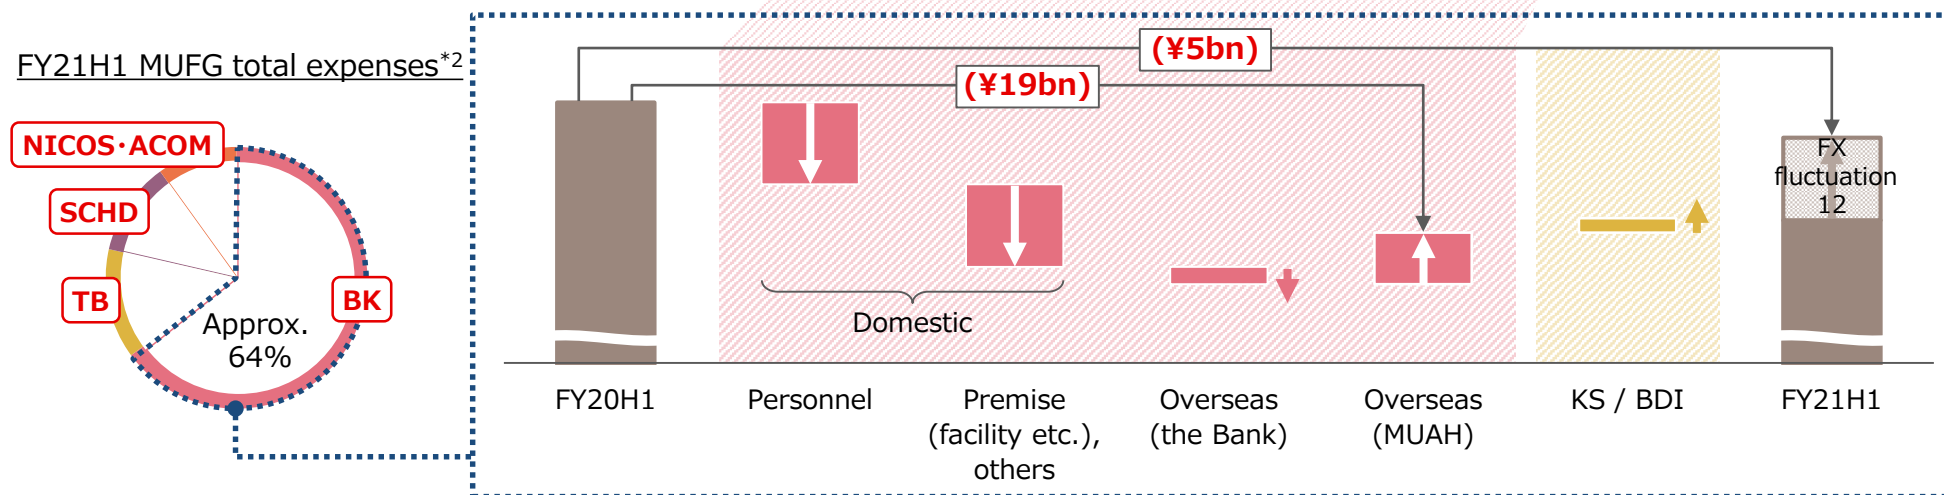 FY21H1 MUFG total expenses*2
NICOS･ACOM
SCHD
TB
BK
Approx.
64%
(¥5bn)
(¥19bn)
FX
fluctuation
12
Domestic
FY20H1
Personnel
Premise
(facility etc.),
others
Overseas
(the Bank)
Overseas
(MUAH)
KS / BDI
FY21H1